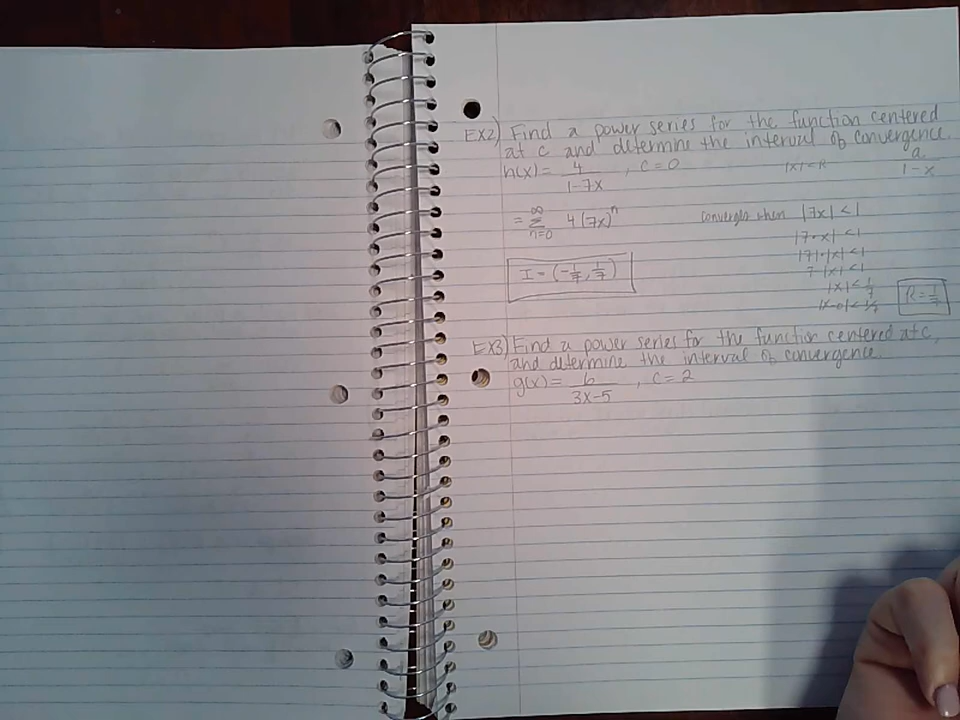 Ex2) Find a power series for the function centered
at c and determine the interval of convergence.
h(x) = 4/(1-7x) , c = 0
|x| < R
a/(1-x)
= ∞Σn=0 4(7x)^n
converges when |7x| < 1
|7·x| < 1
|7|·|x| < 1
7·|x| < 1
|x| < 1/7
|x-0| < 1/7
R = 1/7
I = (-1/7, 1/7)
Ex3) Find a power series for the function centered at c,
and determine the interval of convergence.
g(x) = 6/(3x-5) , c = 2